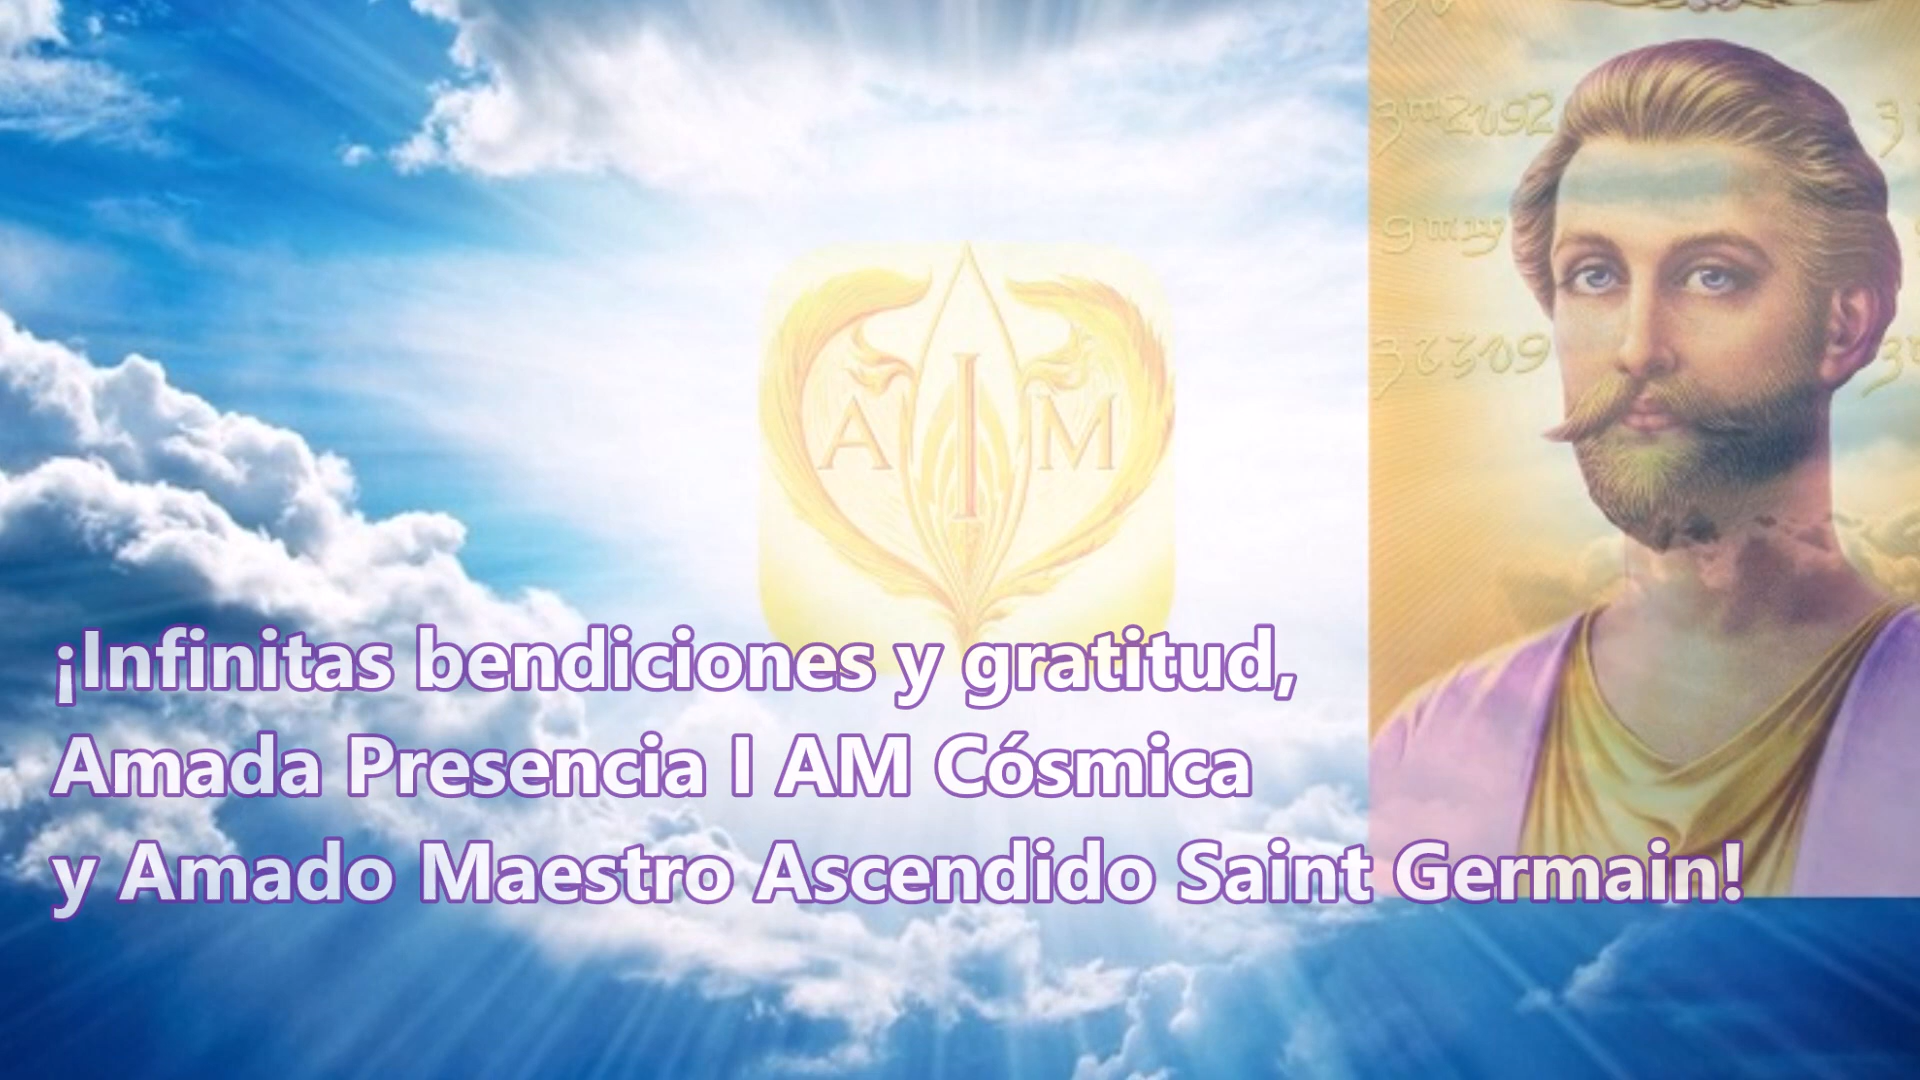 A I M
¡Infinitas bendiciones y gratitud,
Amada Presencia I AM Cósmica
y Amado Maestro Ascendido Saint Germain!